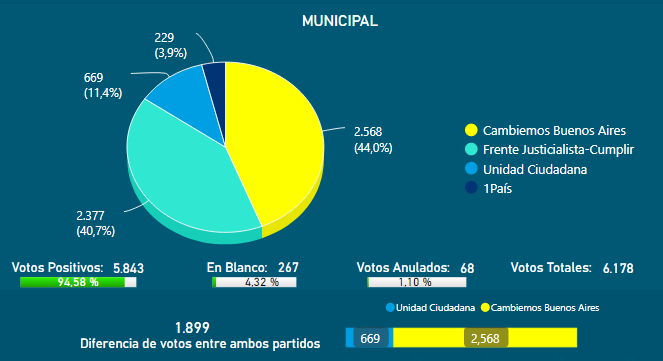 MUNICIPAL
229
(3,9%)
669
(11,4%)
2.568
(44,0%)
2.377
(40,7%)
Cambiemos Buenos Aires
Frente Justicialista-Cumplir
Unidad Ciudadana
1País
Votos Positivos: 5.843
94,58 %
En Blanco: 267
4,32 %
Votos Anulados: 68
1,10 %
Votos Totales: 6.178
Unidad Ciudadana Cambiemos Buenos Aires
1.899
Diferencia de votos entre ambos partidos
669 2,568